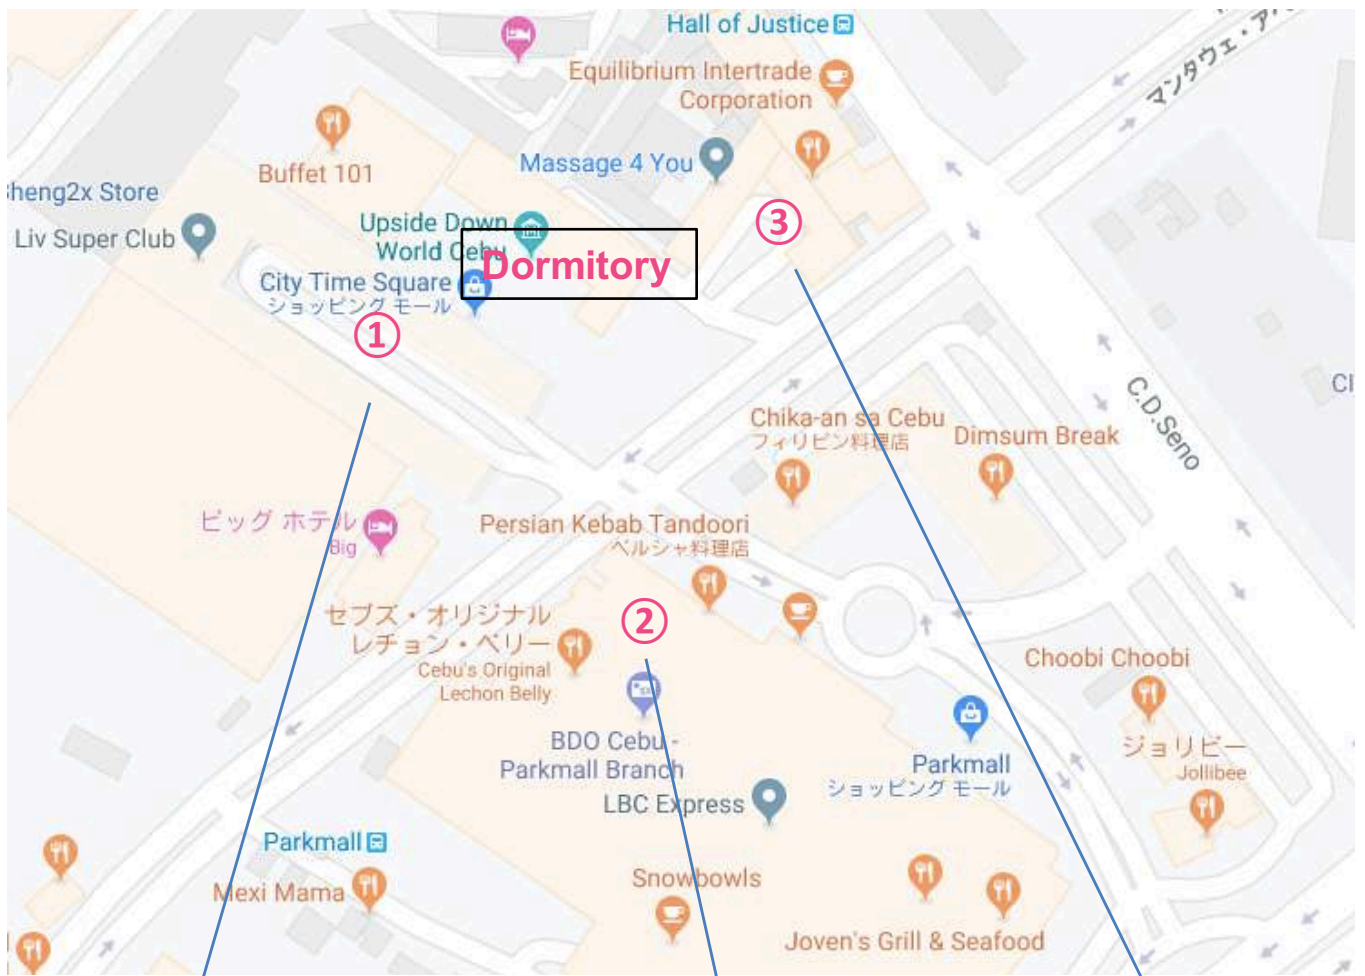 Hall of Justice
Equilibrium Intertrade
Corporation
マンタウェ・ア
Buffet 101
Massage 4 You
heng2x Store
Liv Super Club
Upside Down
World Cebu
Dormitory
③
City Time Square
ショッピング モール
①
C.D.Seno
Chika-an sa Cebu
フィリピン料理店
Dimsum Break
ビッグ ホテル
Big
Persian Kebab Tandoori
ペルシャ料理店
セブズ・オリジナル
レチョン・ベリー
Cebu's Original
Lechon Belly
②
Choobi Choobi
BDO Cebu -
Parkmall Branch
Parkmall
ショッピング モール
ジョリビー
Jollibee
LBC Express
Parkmall
Mexi Mama
Snowbowls
Joven's Grill & Seafood